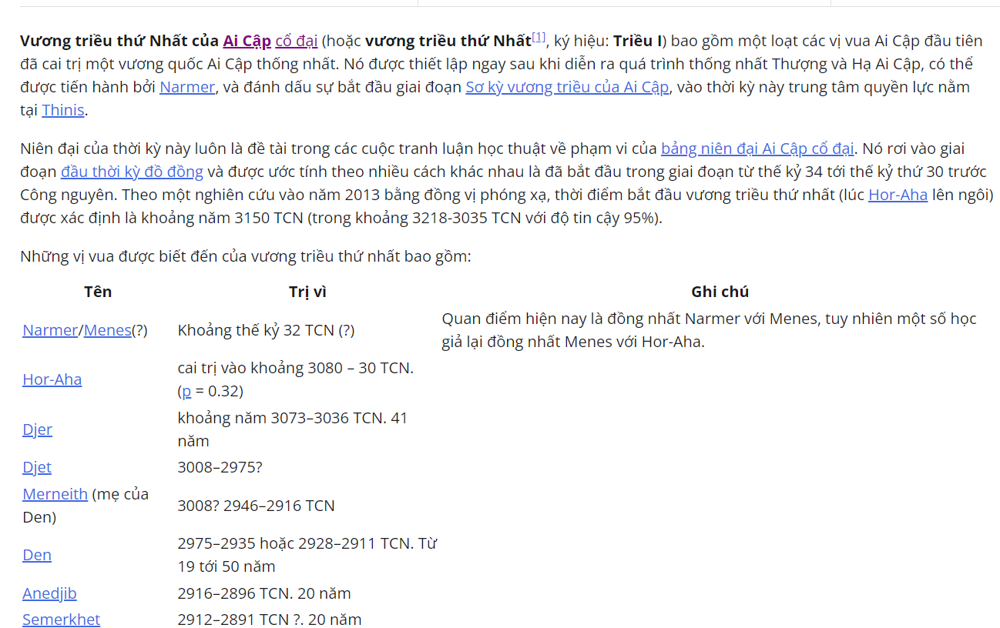 Vương triều thứ Nhất của Ai Cập cổ đại (hoặc vương triều thứ Nhất[1], ký hiệu: Triều I) bao gồm một loạt các vị vua Ai Cập đầu tiên
đã cai trị một vương quốc Ai Cập thống nhất. Nó được thiết lập ngay sau khi diễn ra quá trình thống nhất Thượng và Hạ Ai Cập, có thể
được tiến hành bởi Narmer, và đánh dấu sự bắt đầu giai đoạn Sơ kỳ vương triều của Ai Cập, vào thời kỳ này trung tâm quyền lực nằm
tại Thinis.
Niên đại của thời kỳ này luôn là đề tài trong các cuộc tranh luận học thuật về phạm vi của bảng niên đại Ai Cập cổ đại. Nó rơi vào giai
đoạn đầu thời kỳ đồ đồng và được ước tính theo nhiều cách khác nhau là đã bắt đầu trong giai đoạn từ thế kỷ 34 tới thế kỷ thứ 30 trước
Công nguyên. Theo một nghiên cứu vào năm 2013 bằng đồng vị phóng xạ, thời điểm bắt đầu vương triều thứ nhất (lúc Hor-Aha lên ngôi)
được xác định là khoảng năm 3150 TCN (trong khoảng 3218-3035 TCN với độ tin cậy 95%).
Những vị vua được biết đến của vương triều thứ nhất bao gồm:
Tên Trị vì Ghi chú
Narmer/Menes(?) Khoảng thế kỷ 32 TCN (?) Quan điểm hiện nay là đồng nhất Narmer với Menes, tuy nhiên một số học
giả lại đồng nhất Menes với Hor-Aha.
Hor-Aha cai trị vào khoảng 3080 – 30 TCN.
(p = 0.32)
Djer khoảng năm 3073–3036 TCN. 41
năm
Djet 3008–2975?
Merneith (mẹ của
Den) 3008? 2946–2916 TCN
Den 2975–2935 hoặc 2928–2911 TCN. Từ
19 tới 50 năm
Anedjib 2916–2896 TCN. 20 năm
Semerkhet 2912–2891 TCN ?. 20 năm